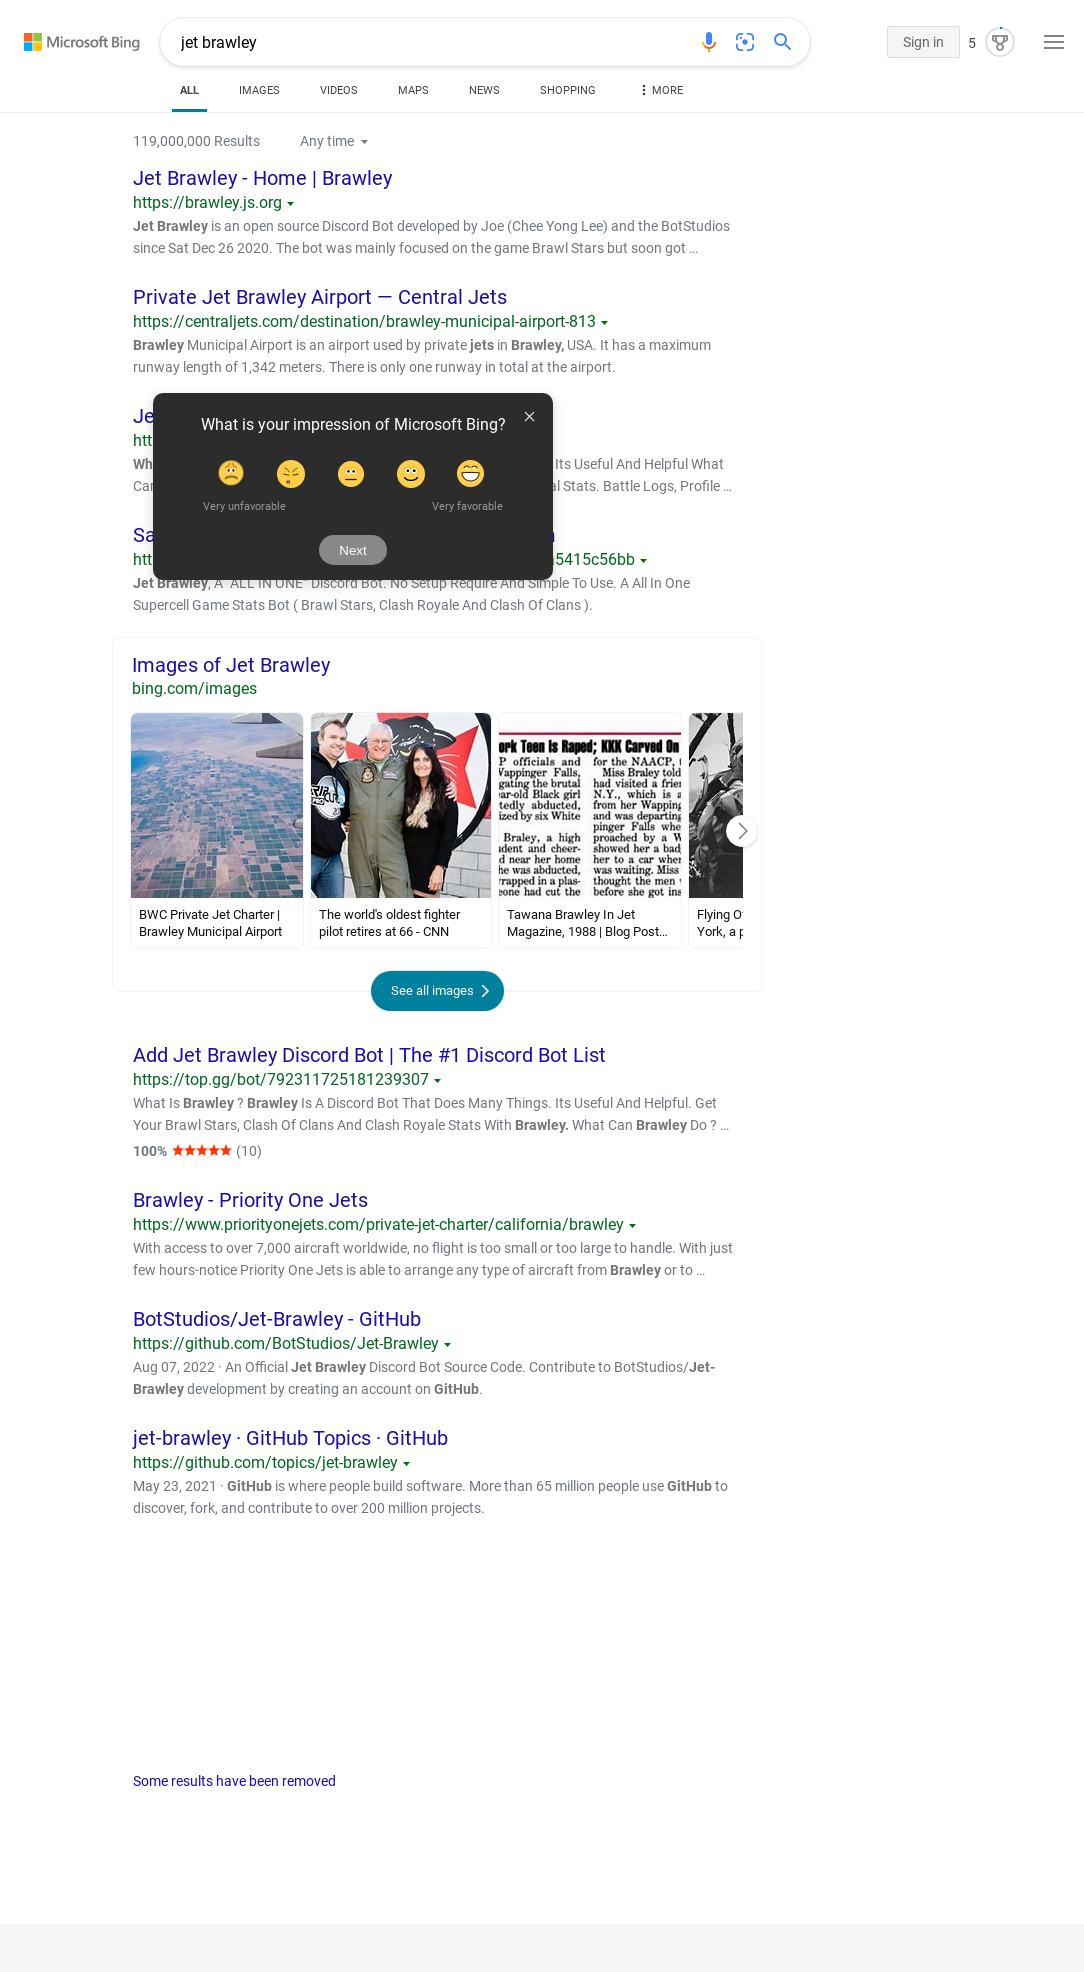 Microsoft Bing
jet brawley
Sign in
5
ALL
IMAGES
VIDEOS
MAPS
NEWS
SHOPPING
MORE
119,000,000 Results
Any time
Jet Brawley - Home | Brawley
https://brawley.js.org
Jet Brawley is an open source Discord Bot developed by Joe (Chee Yong Lee) and the BotStudios
since Sat Dec 26 2020. The bot was mainly focused on the game Brawl Stars but soon got …
Private Jet Brawley Airport — Central Jets
https://centraljets.com/destination/brawley-municipal-airport-813
Brawley Municipal Airport is an airport used by private jets in Brawley, USA. It has a maximum
runway length of 1,342 meters. There is only one runway in total at the airport.
What is your impression of Microsoft Bing?
Very unfavorable
Very favorable
Next
Its Useful And Helpful What
Stats. Battle Logs, Profile …
5415c56bb
Jet Brawley, A "ALL IN ONE" Discord Bot. No Setup Require And Simple To Use. A All In One
Supercell Game Stats Bot ( Brawl Stars, Clash Royale And Clash Of Clans ).
Images of Jet Brawley
bing.com/images
ork Teen Is Raped; KKK Carved On
P officials and
Wappinger Falls,
gating the brutal
ear-old Black girl
tedly abducted,
ized by six White
Braley, a high
dent and cheer-
d near her home
he was abducted,
wrapped in a plas-
eone had cut the
for the NAACP,
Miss Braley told
had visited a
N.Y., which is a
from her Wapping
and was departing
pinger Falls
proached by a
showed her a
her to a car
was waiting. Miss
thought the men
before she got
BWC Private Jet Charter |
Brawley Municipal Airport
The world's oldest fighter
pilot retires at 66 - CNN
Tawana Brawley In Jet
Magazine, 1988 | Blog Post…
Flying
York, a
See all images
Add Jet Brawley Discord Bot | The #1 Discord Bot List
https://top.gg/bot/792311725181239307
What Is Brawley ? Brawley Is A Discord Bot That Does Many Things. Its Useful And Helpful. Get
Your Brawl Stars, Clash Of Clans And Clash Royale Stats With Brawley. What Can Brawley Do ? …
100% ★★★★★ (10)
Brawley - Priority One Jets
https://www.priorityonejets.com/private-jet-charter/california/brawley
With access to over 7,000 aircraft worldwide, no flight is too small or too large to handle. With just
few hours-notice Priority One Jets is able to arrange any type of aircraft from Brawley or to …
BotStudios/Jet-Brawley - GitHub
https://github.com/BotStudios/Jet-Brawley
Aug 07, 2022 · An Official Jet Brawley Discord Bot Source Code. Contribute to BotStudios/Jet-
Brawley development by creating an account on GitHub.
jet-brawley · GitHub Topics · GitHub
https://github.com/topics/jet-brawley
May 23, 2021 · GitHub is where people build software. More than 65 million people use GitHub to
discover, fork, and contribute to over 200 million projects.
Some results have been removed